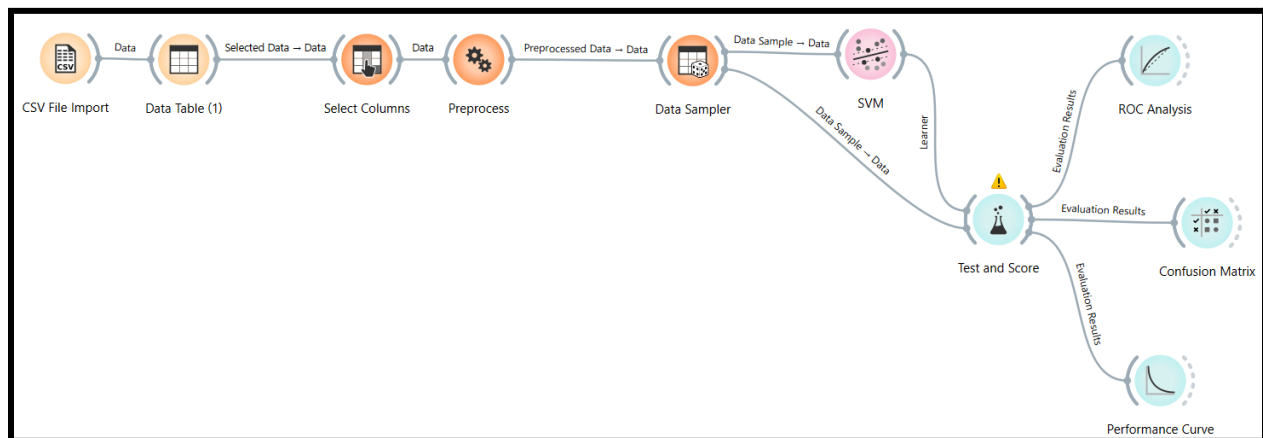 Data
Selected Data → Data
Data
Preprocessed Data → Data
Data Sample → Data
CSV
CSV File Import
Data Table (1)
Select Columns
Preprocess
Data Sampler
SVM
ROC Analysis
Data Sample → Data
Learner
Evaluation Results
Evaluation Results
Test and Score
Confusion Matrix
Evaluation Results
Performance Curve